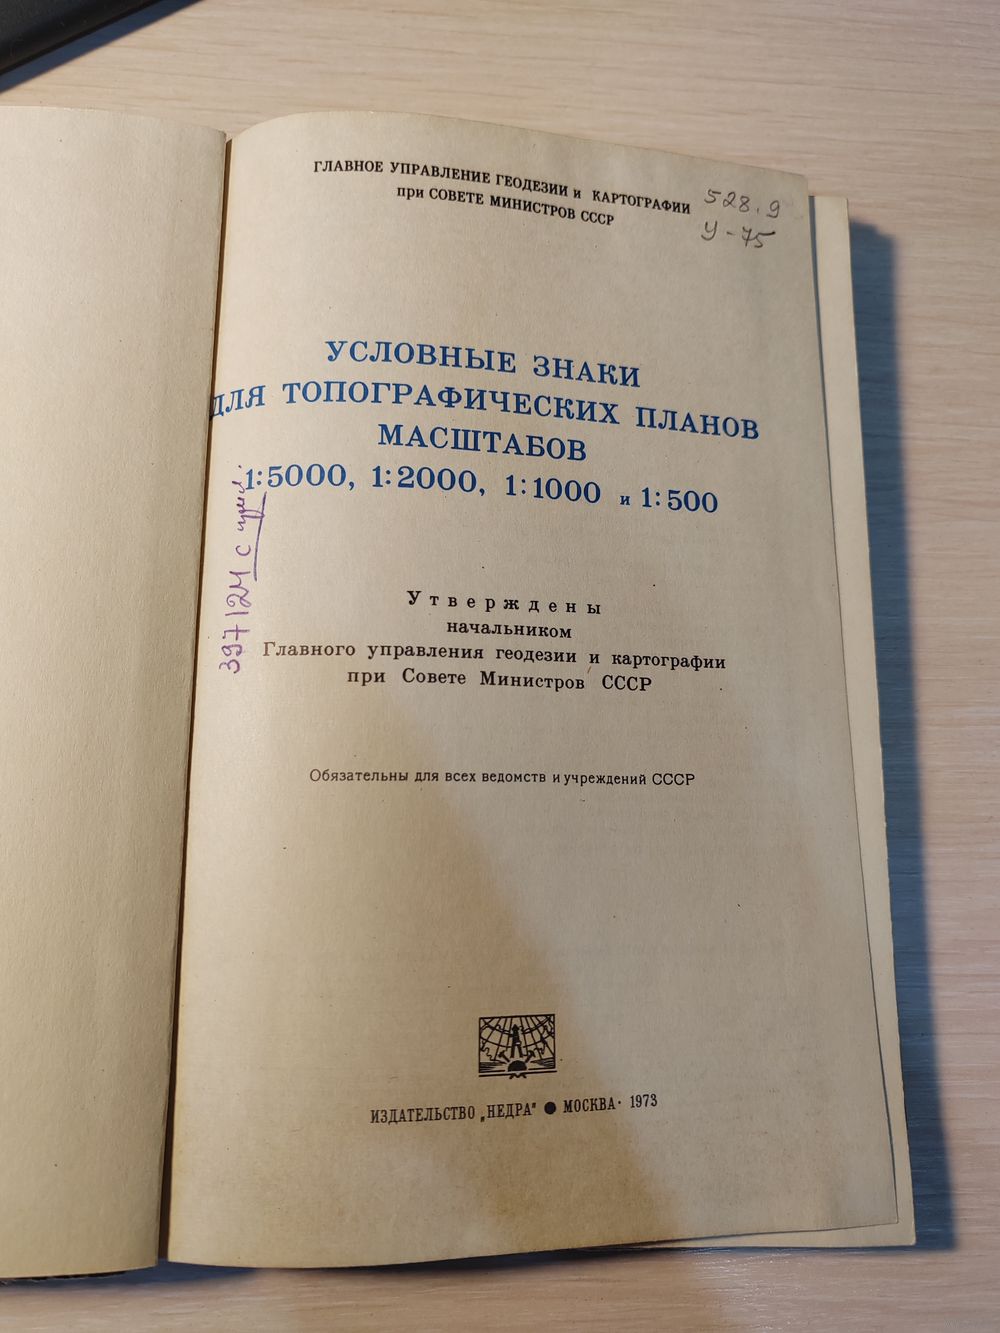 ГЛАВНОЕ УПРАВЛЕНИЕ ГЕОДЕЗИИ и КАРТОГРАФИИ
при СОВЕТЕ МИНИСТРОВ СССР
528.9
У-75
УСЛОВНЫЕ ЗНАКИ
ДЛЯ ТОПОГРАФИЧЕСКИХ ПЛАНОВ
МАСШТАБОВ
1:5000, 1:2000, 1:1000 и 1:500
397124 с
Утверждены
начальником
Главного управления геодезии и картографии
при Совете Министров СССР
Обязательны для всех ведомств и учреждений СССР
ИЗДАТЕЛЬСТВО „НЕДРА" ● МОСКВА· 1973